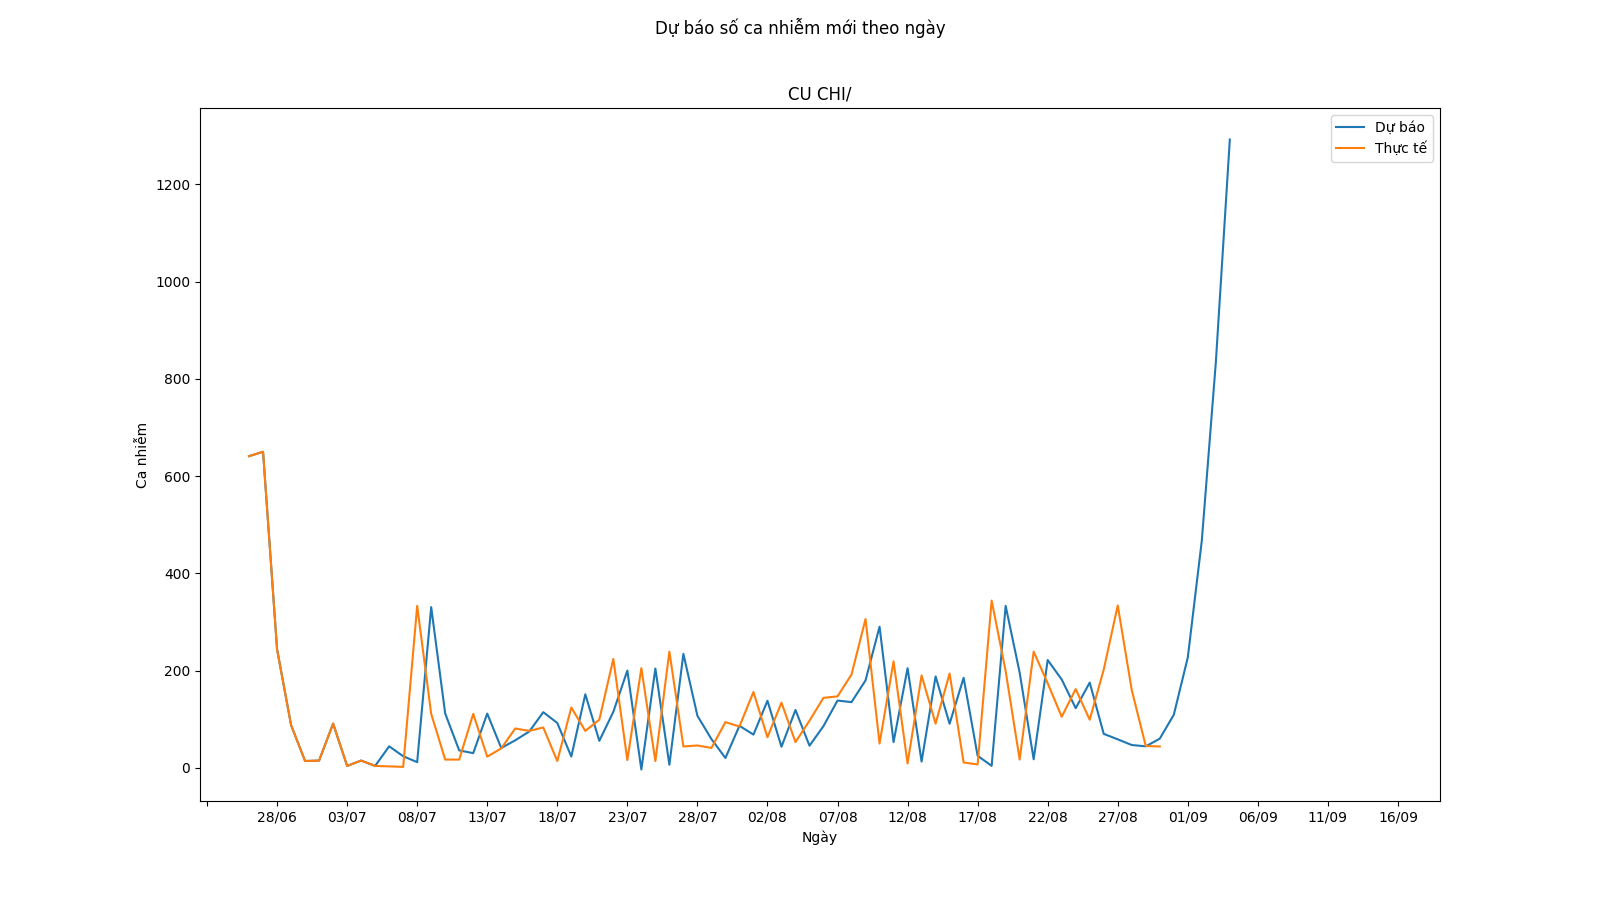 Dự báo số ca nhiễm mới theo ngày
CU CHI/
Dự báo
Thực tế
1200
1000
800
600
400
200
0
Ca nhiễm
28/06 03/07 08/07 13/07 18/07 23/07 28/07 02/08 07/08 12/08 17/08 22/08 27/08 01/09 06/09 11/09 16/09
Ngày